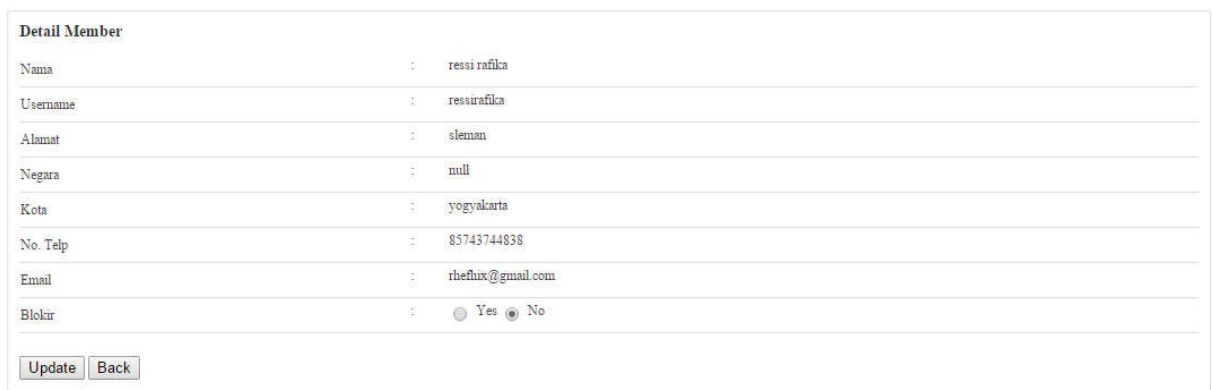 Detail Member
Nama : ressi rafika
Username : ressirafika
Alamat : sleman
Negara : null
Kota : yogyakarta
No. Telp : 85743744838
Email : rhefhix@gmail.com
Blokir : Yes No
Update Back